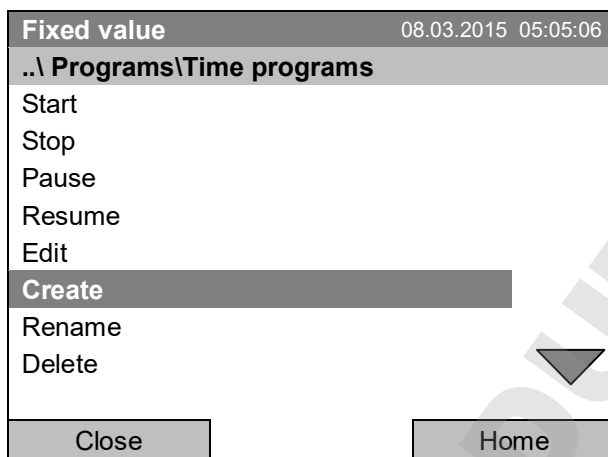 Fixed value 08.03.2015 05:05:06
..\ Programs\Time programs
Start
Stop
Pause
Resume
Edit
Create
Rename
Delete
Close Home